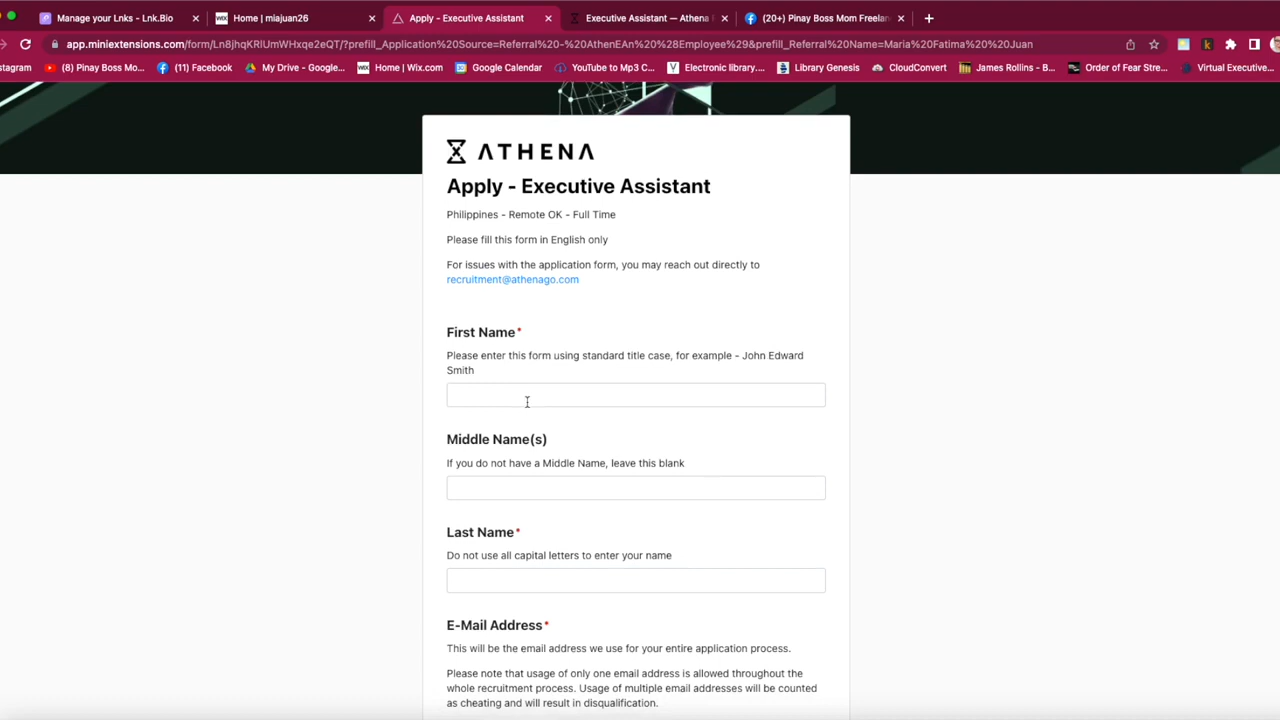 Manage your Lnks - Lnk.Bio
Home | miajuan26
Apply - Executive Assistant
Executive Assistant — Athena
(20+) Pinay Boss Mom Freelan
app.miniextensions.com/form/Ln8jhqKRlUmWHxqe2eQT/?prefill_Application%20Source=Referral%20-%20AthenEAn%20%28Employee%29&prefill_Referral%20Name=Maria%20Fatima%20%20Juan
stagram
(8) Pinay Boss Mo...
(11) Facebook
My Drive - Google...
Home | Wix.com
Google Calendar
YouTube to Mp3 C...
Electronic library....
Library Genesis
CloudConvert
James Rollins - B...
Order of Fear Stre...
Virtual Executive...
ATHENA
Apply - Executive Assistant
Philippines - Remote OK - Full Time
Please fill this form in English only
For issues with the application form, you may reach out directly to
recruitment@athenago.com
First Name*
Please enter this form using standard title case, for example - John Edward
Smith
Middle Name(s)
If you do not have a Middle Name, leave this blank
Last Name*
Do not use all capital letters to enter your name
E-Mail Address*
This will be the email address we use for your entire application process.
Please note that usage of only one email address is allowed throughout the
whole recruitment process. Usage of multiple email addresses will be counted
as cheating and will result in disqualification.